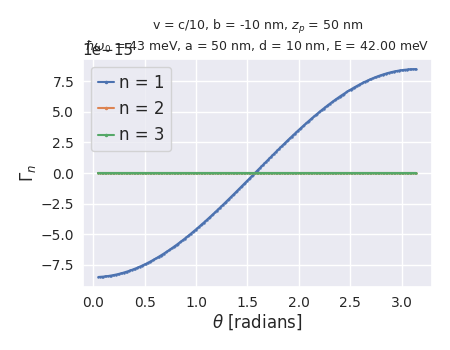 v = c/10, b = -10 nm, z_p = 50 nm
ħω₀ = 43 meV, a = 50 nm, d = 10 nm, E = 42.00 meV
1e−15
n = 1
n = 2
n = 3
7.5
5.0
2.5
0.0
−2.5
−5.0
−7.5
Γₙ
0.0 0.5 1.0 1.5 2.0 2.5 3.0
θ [radians]